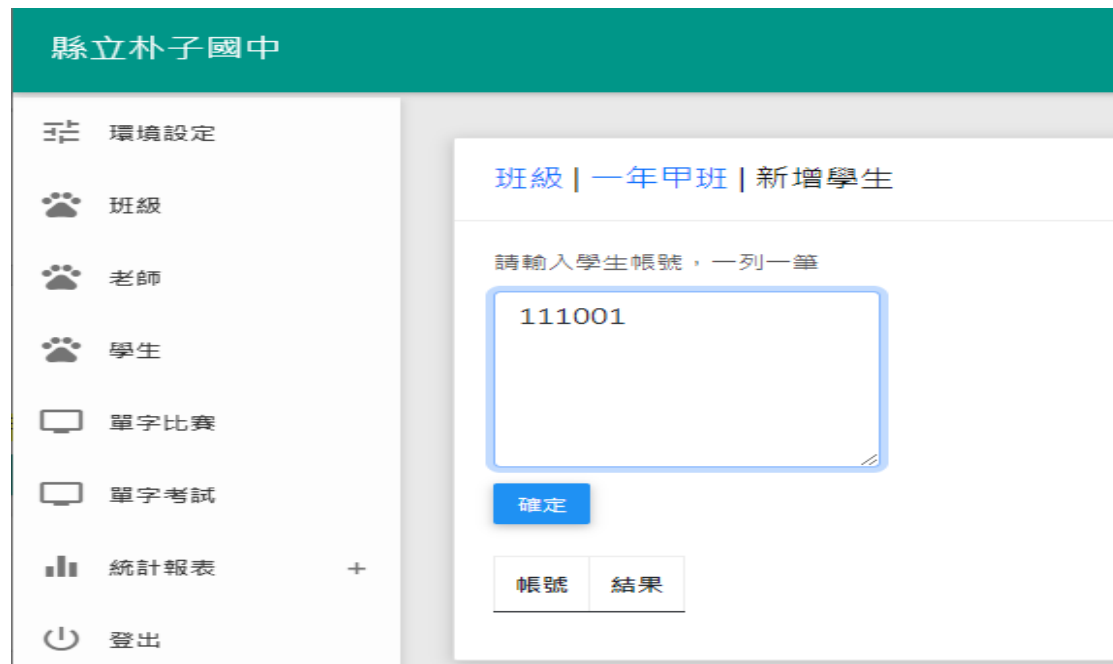 縣立朴子國中
環境設定
班級
老師
學生
單字比賽
單字考試
統計報表 +
登出
班級 | 一年甲班 | 新增學生
請輸入學生帳號，一列一筆
111001
確定
帳號 結果